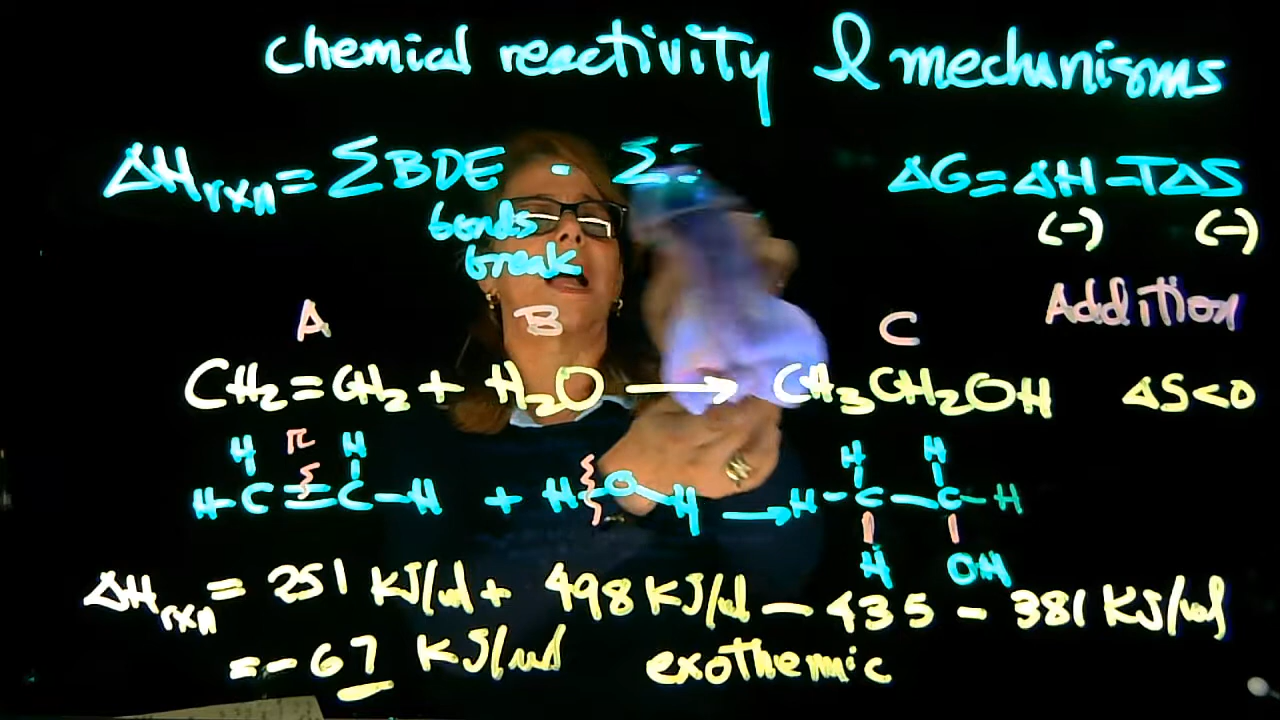 chemical reactivity & mechanisms
ΔHrxn = ΣBDE - Σ
bonds
break
ΔG = ΔH - TΔS
(-) (-)
Addition
A B C
CH2=CH2 + H2O → CH3CH2OH ΔS<0
H π H H H
H-C=C-H + H-O-H → H-C-C-H
H OH
ΔHrxn = 251 KJ/mol + 498 KJ/mol - 435 - 381 KJ/mol
= -67 KJ/mol exothermic